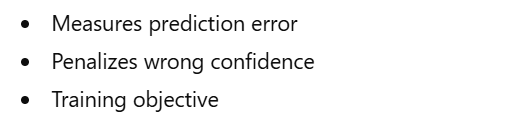 • Measures prediction error
• Penalizes wrong confidence
• Training objective